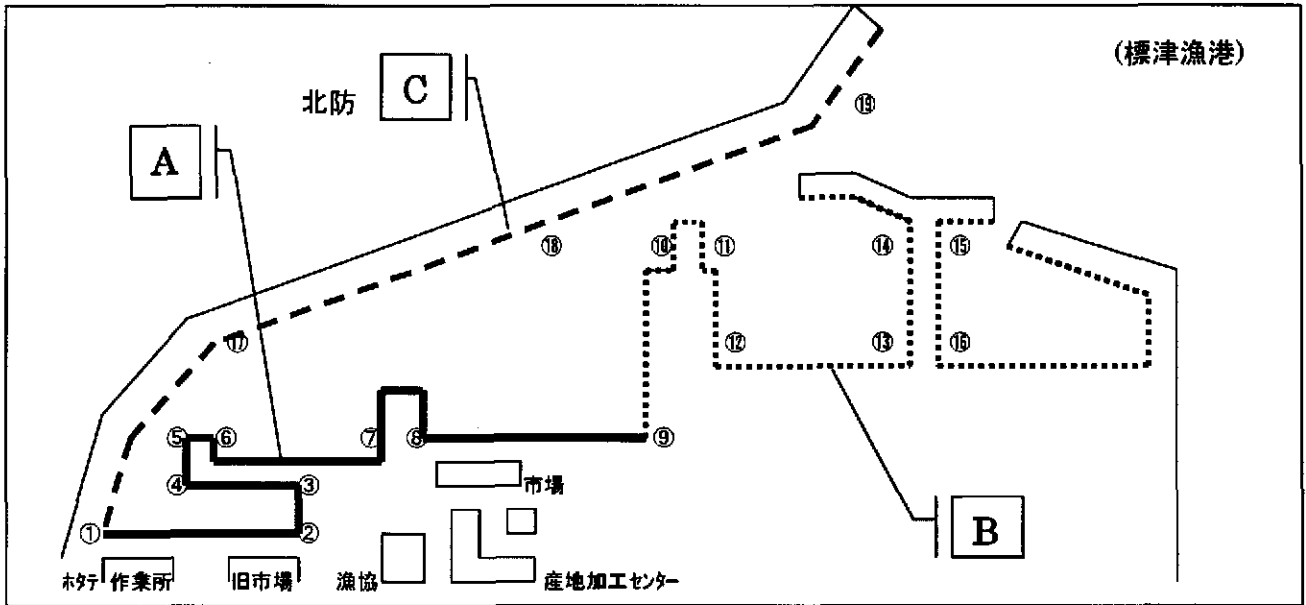 (標津漁港)
北防
C
A
⑲
⑱
⑩
⑪
⑭
⑮
⑰
⑫
⑬
⑯
⑤
⑥
⑦
⑧
⑨
④
③
市場
①
②
B
ホタテ作業所
旧市場
漁協
産地加工センター